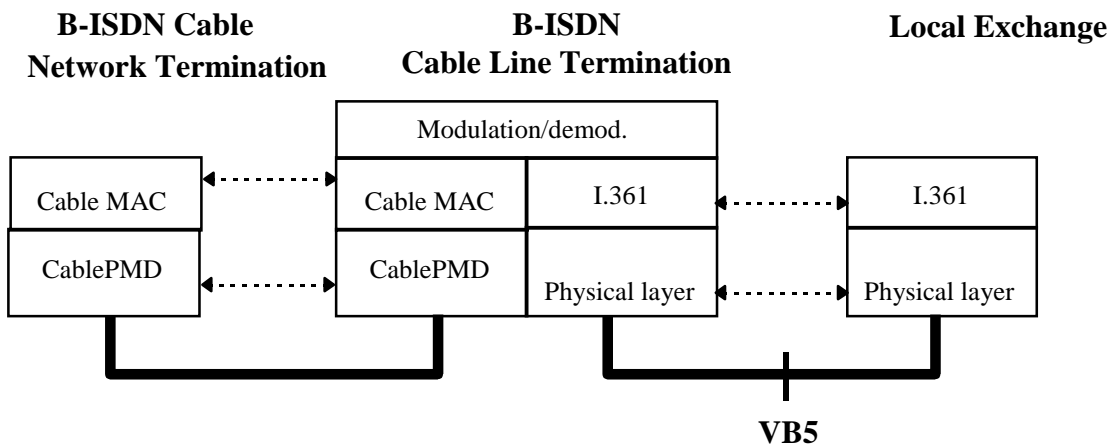 B-ISDN Cable
Network Termination
B-ISDN
Cable Line Termination
Local Exchange
Modulation/demod.
Cable MAC
Cable MAC
I.361
I.361
CablePMD
CablePMD
Physical layer
Physical layer
VB5